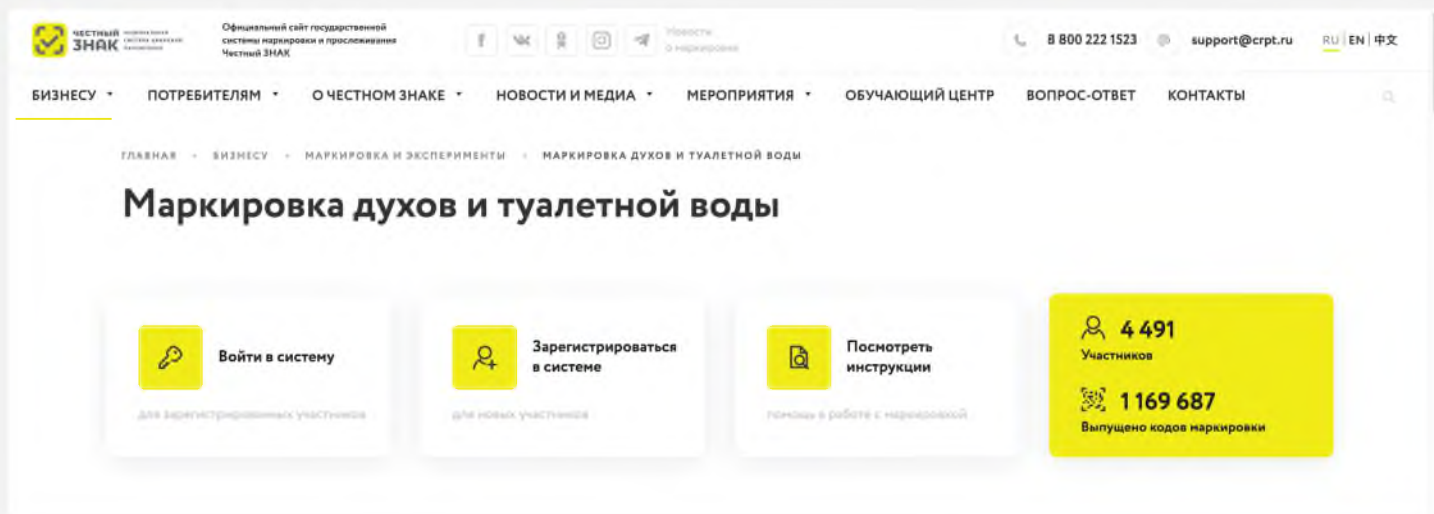 ЧЕСТНЫЙ
ЗНАК
Официальный сайт государственной
системы маркировки и прослеживания
Честный ЗНАК
Новости
о маркировке
8 800 222 1523
support@crpt.ru
RU | EN | 中文
БИЗНЕСУ
ПОТРЕБИТЕЛЯМ
О ЧЕСТНОМ ЗНАКЕ
НОВОСТИ И МЕДИА
МЕРОПРИЯТИЯ
ОБУЧАЮЩИЙ ЦЕНТР
ВОПРОС-ОТВЕТ
КОНТАКТЫ
ГЛАВНАЯ • БИЗНЕСУ • МАРКИРОВКА И ЭКСПЕРИМЕНТЫ • МАРКИРОВКА ДУХОВ И ТУАЛЕТНОЙ ВОДЫ
Маркировка духов и туалетной воды
Войти в систему
для зарегистрированных участников
Зарегистрироваться
в системе
для новых участников
Посмотреть
инструкции
помощь в работе с маркировкой
4 491
Участников
1 169 687
Выпущено кодов маркировки